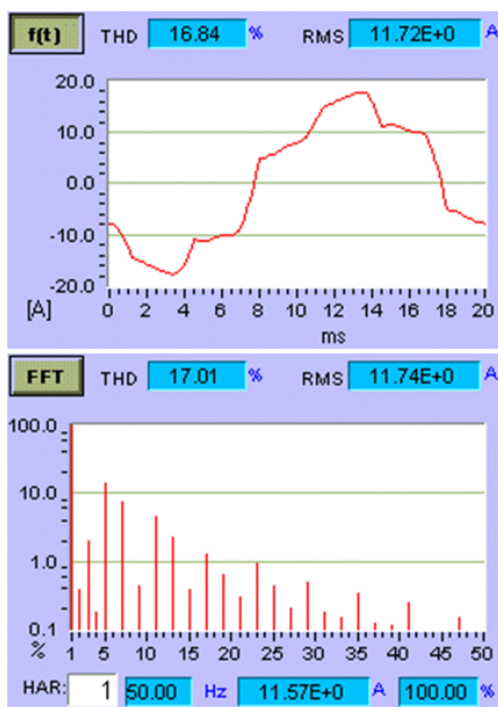 f(t) THD 16.84 % RMS 11.72E+0 A
20.0
10.0
0.0
-10.0
-20.0
[A] 0 2 4 6 8 10 12 14 16 18 20
ms
FFT THD 17.01 % RMS 11.74E+0 A
100.0
10.0
1.0
0.1
% 1 5 10 15 20 25 30 35 40 45 50
HAR: 1 50.00 Hz 11.57E+0 A 100.00 %